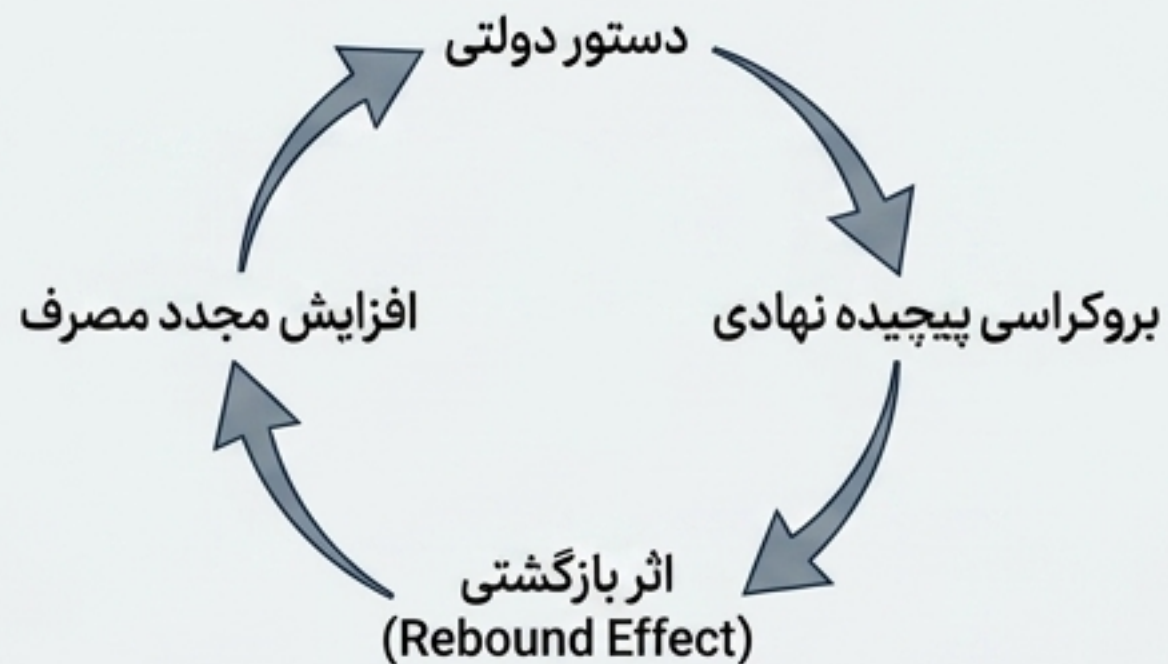 دستور دولتی
بروکراسی پیچیده نهادی
اثر بازگشتی
(Rebound Effect)
افزایش مجدد مصرف